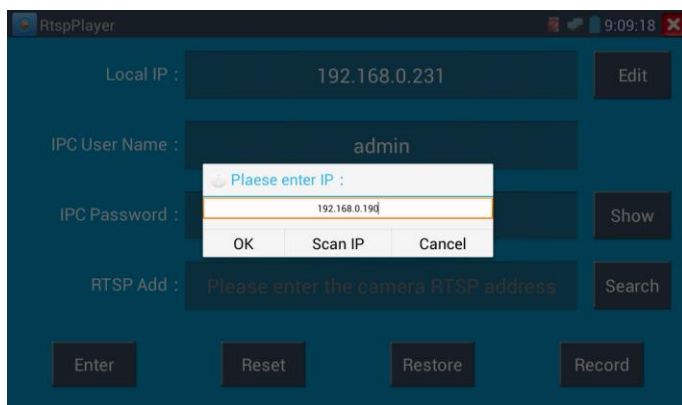 RtspPlayer 9:09:18
Local IP : 192.168.0.231 Edit
IPC User Name : admin
Plaese enter IP :
IPC Password : 192.168.0.190 Show
OK Scan IP Cancel
RTSP Add : Please enter the camera RTSP address Search
Enter Reset Restore Record